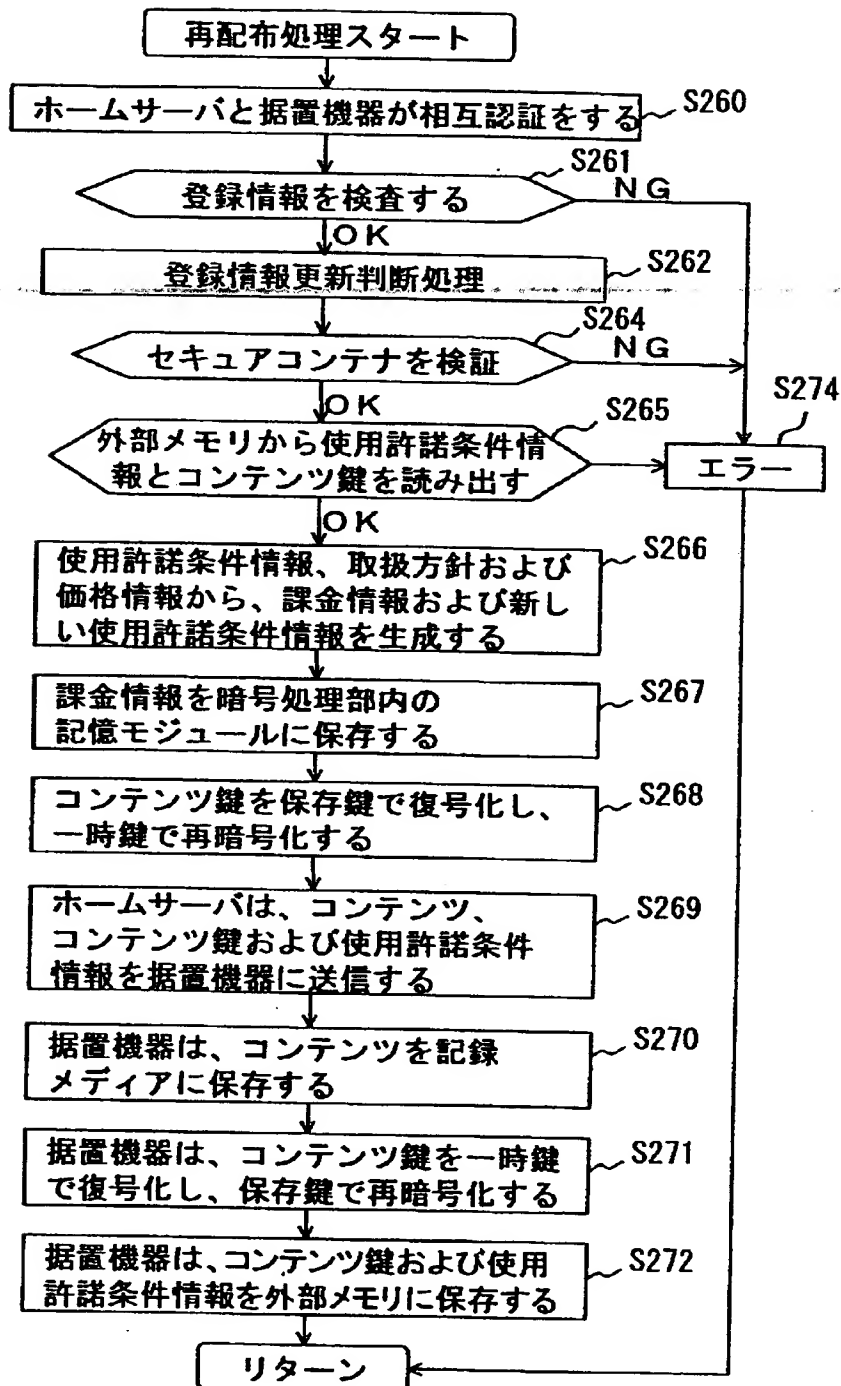 再配布処理スタート
ホームサーバと据置機器が相互認証をする
S260
S261
登録情報を検査する
NG
OK
登録情報更新判断処理
S262
S264
セキュアコンテナを検証
NG
OK
S265
S274
外部メモリから使用許諾条件情
報とコンテンツ鍵を読み出す
エラー
OK
S266
使用許諾条件情報、取扱方針および
価格情報から、課金情報および新し
い使用許諾条件情報を生成する
S267
課金情報を暗号処理部内の
記憶モジュールに保存する
S268
コンテンツ鍵を保存鍵で復号化し、
一時鍵で再暗号化する
S269
ホームサーバは、コンテンツ、
コンテンツ鍵および使用許諾条件
情報を据置機器に送信する
S270
据置機器は、コンテンツを記録
メディアに保存する
S271
据置機器は、コンテンツ鍵を一時鍵
で復号化し、保存鍵で再暗号化する
S272
据置機器は、コンテンツ鍵および使用
許諾条件情報を外部メモリに保存する
リターン